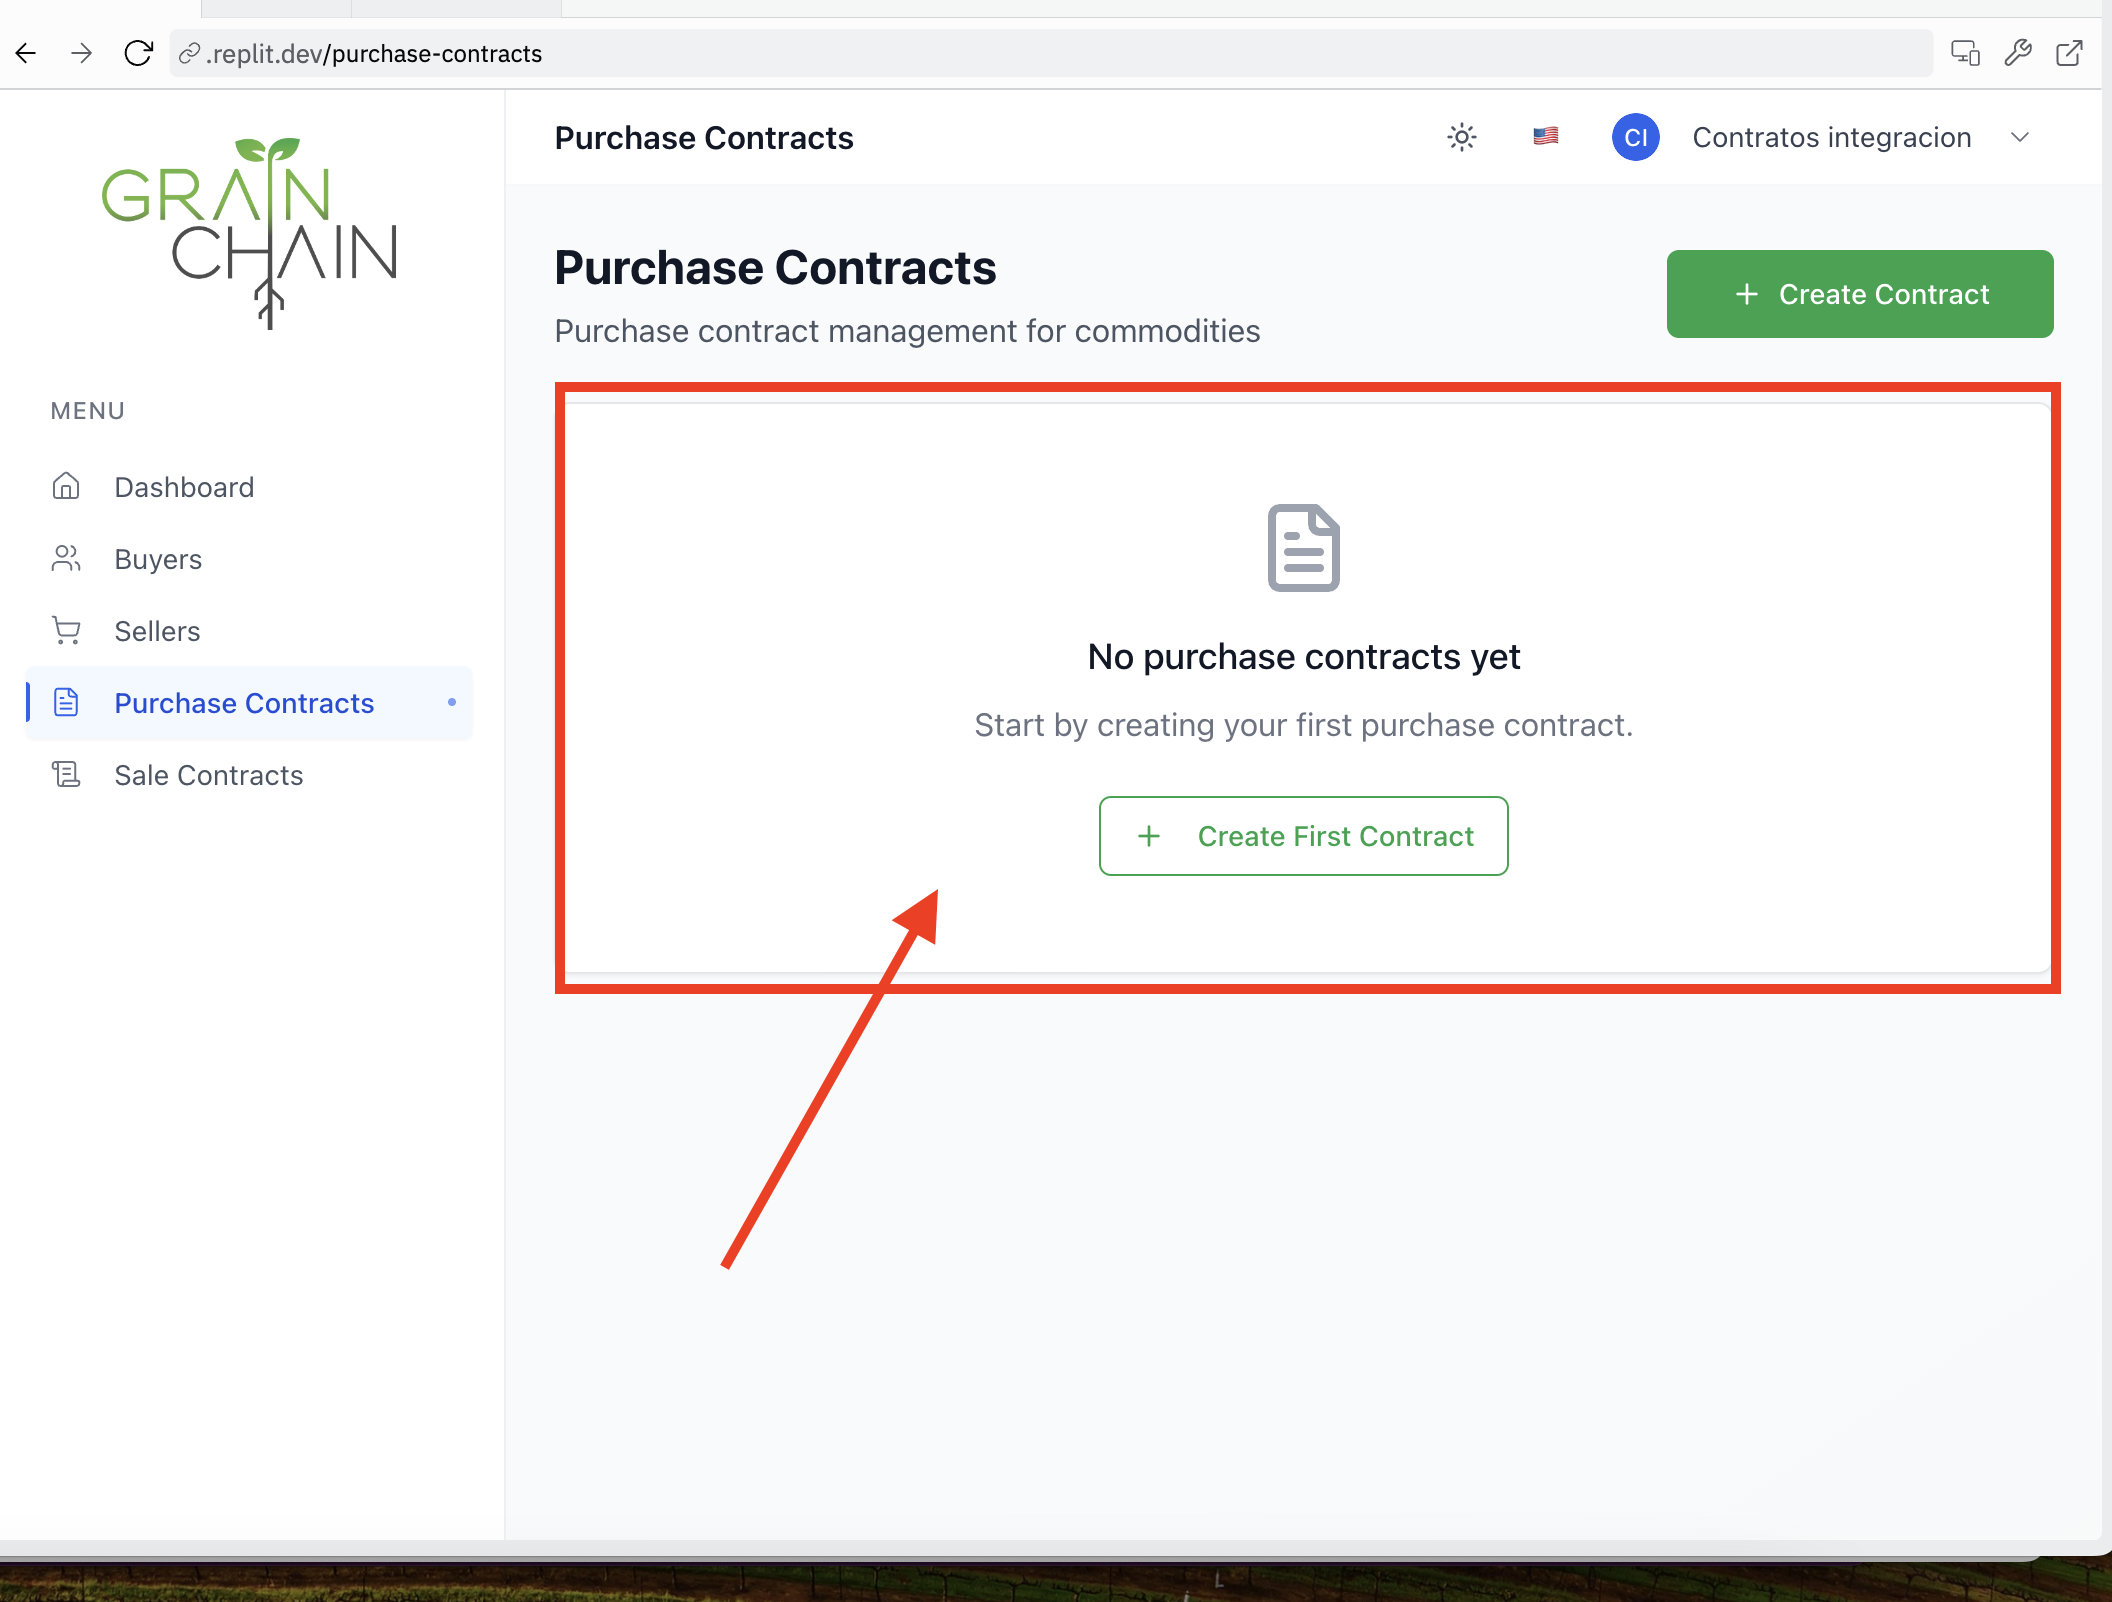 .replit.dev/purchase-contracts
GRAIN
CHAIN
Purchase Contracts
CI
Contratos integracion
Purchase Contracts
Purchase contract management for commodities
+ Create Contract
MENU
Dashboard
Buyers
Sellers
Purchase Contracts
Sale Contracts
No purchase contracts yet
Start by creating your first purchase contract.
+ Create First Contract